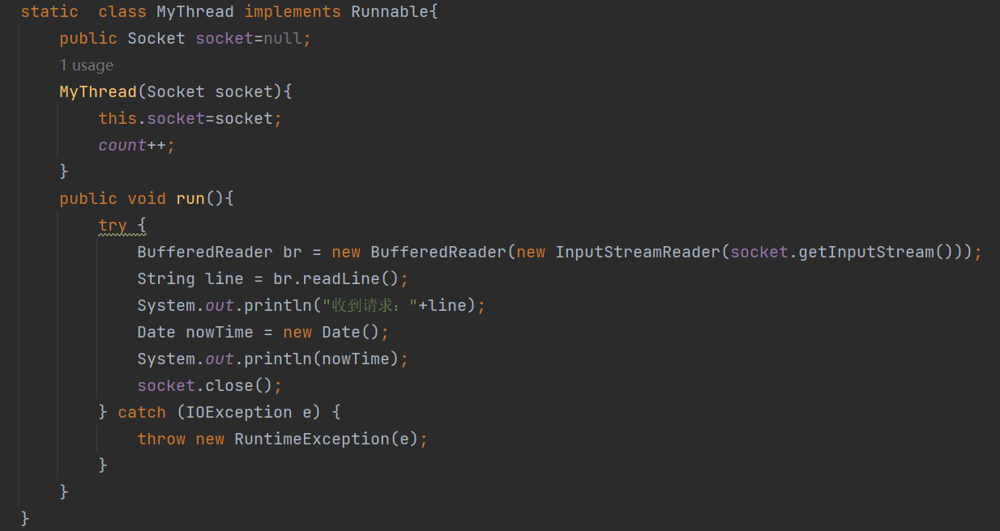 static  class MyThread implements Runnable{
    public Socket socket=null;
    1 usage
    MyThread(Socket socket){
        this.socket=socket;
        count++;
    }
    public void run(){
        try {
            BufferedReader br = new BufferedReader(new InputStreamReader(socket.getInputStream()));
            String line = br.readLine();
            System.out.println("收到请求："+line);
            Date nowTime = new Date();
            System.out.println(nowTime);
            socket.close();
        } catch (IOException e) {
            throw new RuntimeException(e);
        }
    }
}